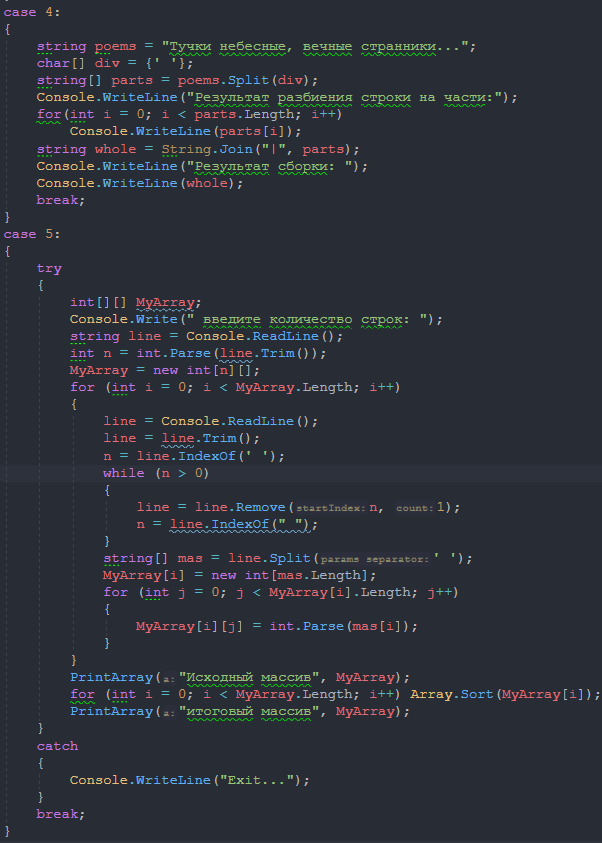 case 4:
{
string poems = "Тучки небесные, вечные странники...";
char[] div = {' '};
string[] parts = poems.Split(div);
Console.WriteLine("Результат разбиения строки на части:");
for(int i = 0; i < parts.Length; i++)
Console.WriteLine(parts[i]);
string whole = String.Join("|", parts);
Console.WriteLine("Результат сборки: ");
Console.WriteLine(whole);
break;
}
case 5:
{
try
{
int[][] MyArray;
Console.Write(" введите количество строк: ");
string line = Console.ReadLine();
int n = int.Parse(line.Trim());
MyArray = new int[n][];
for (int i = 0; i < MyArray.Length; i++)
{
line = Console.ReadLine();
line = line.Trim();
n = line.IndexOf(' ');
while (n > 0)
{
line = line.Remove(startIndex: n, count: 1);
n = line.IndexOf(" ");
}
string[] mas = line.Split(params separator: ' ');
MyArray[i] = new int[mas.Length];
for (int j = 0; j < MyArray[i].Length; j++)
{
MyArray[i][j] = int.Parse(mas[i]);
}
}
PrintArray(a: "Исходный массив", MyArray);
for (int i = 0; i < MyArray.Length; i++) Array.Sort(MyArray[i]);
PrintArray(a: "итоговый массив", MyArray);
}
catch
{
Console.WriteLine("Exit...");
}
break;
}